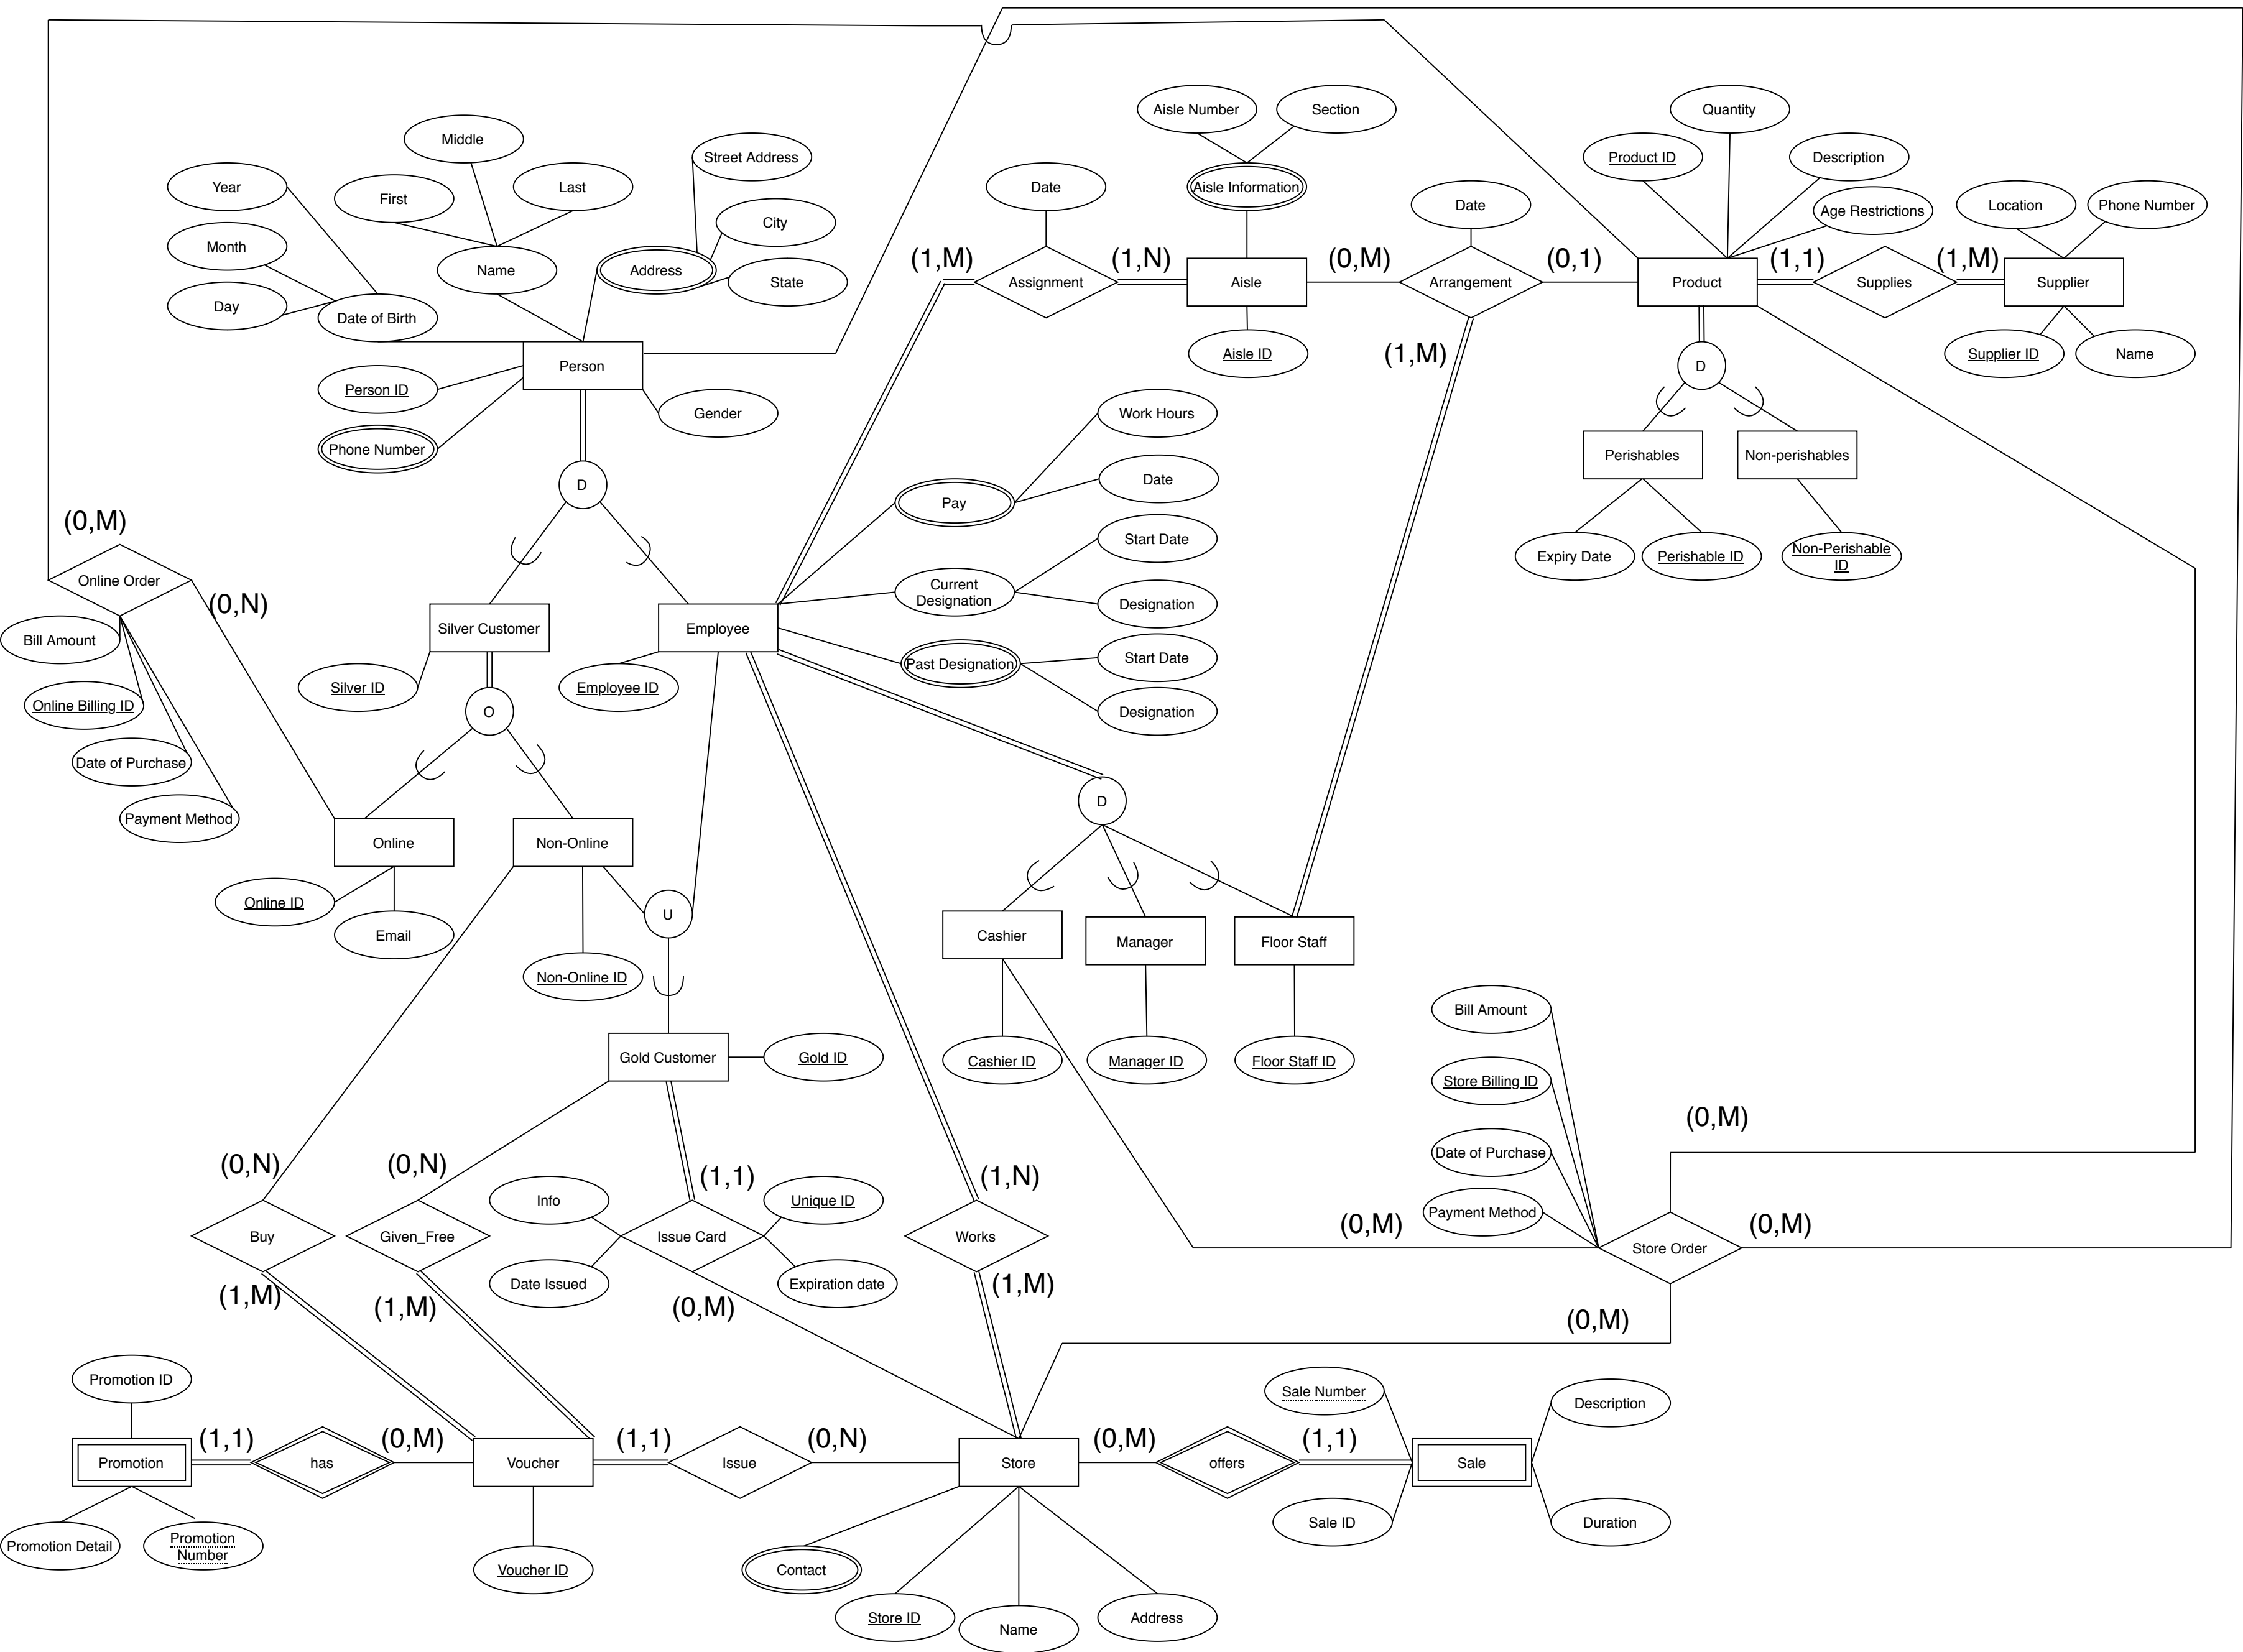 Aisle Number
Section
Quantity
Middle
Street Address
Product ID
Description
Year
First
Last
Date
Aisle Information
Date
Age Restrictions
Location
Phone Number
Month
City
Name
Address
State
(1,M)
(1,N)
(0,M)
(0,1)
(1,1)
(1,M)
Day
Date of Birth
Assignment
Aisle
Arrangement
Product
Supplies
Supplier
Person
Aisle ID
(1,M)
Supplier ID
Name
D
Person ID
Gender
Work Hours
Phone Number
Perishables
Non-perishables
D
Date
Pay
(0,M)
Start Date
Expiry Date
Perishable ID
Non-Perishable
ID
Online Order
Current
Designation
(0,N)
Designation
Bill Amount
Silver Customer
Employee
Start Date
Past Designation
Silver ID
Employee ID
Online Billing ID
O
Designation
Date of Purchase
Payment Method
D
Online
Non-Online
Online ID
U
Email
Cashier
Manager
Floor Staff
Non-Online ID
Bill Amount
Gold Customer
Gold ID
Cashier ID
Manager ID
Floor Staff ID
Store Billing ID
(0,M)
Date of Purchase
(0,N)
(0,N)
(1,1)
(1,N)
Info
Unique ID
Payment Method
(0,M)
(0,M)
Buy
Given_Free
Issue Card
Works
Store Order
Date Issued
Expiration date
(1,M)
(1,M)
(0,M)
(1,M)
(0,M)
Promotion ID
Sale Number
Description
(1,1)
(0,M)
(1,1)
(0,N)
(0,M)
(1,1)
Promotion
has
Voucher
Issue
Store
offers
Sale
Promotion Detail
Promotion
Number
Sale ID
Duration
Voucher ID
Contact
Store ID
Name
Address